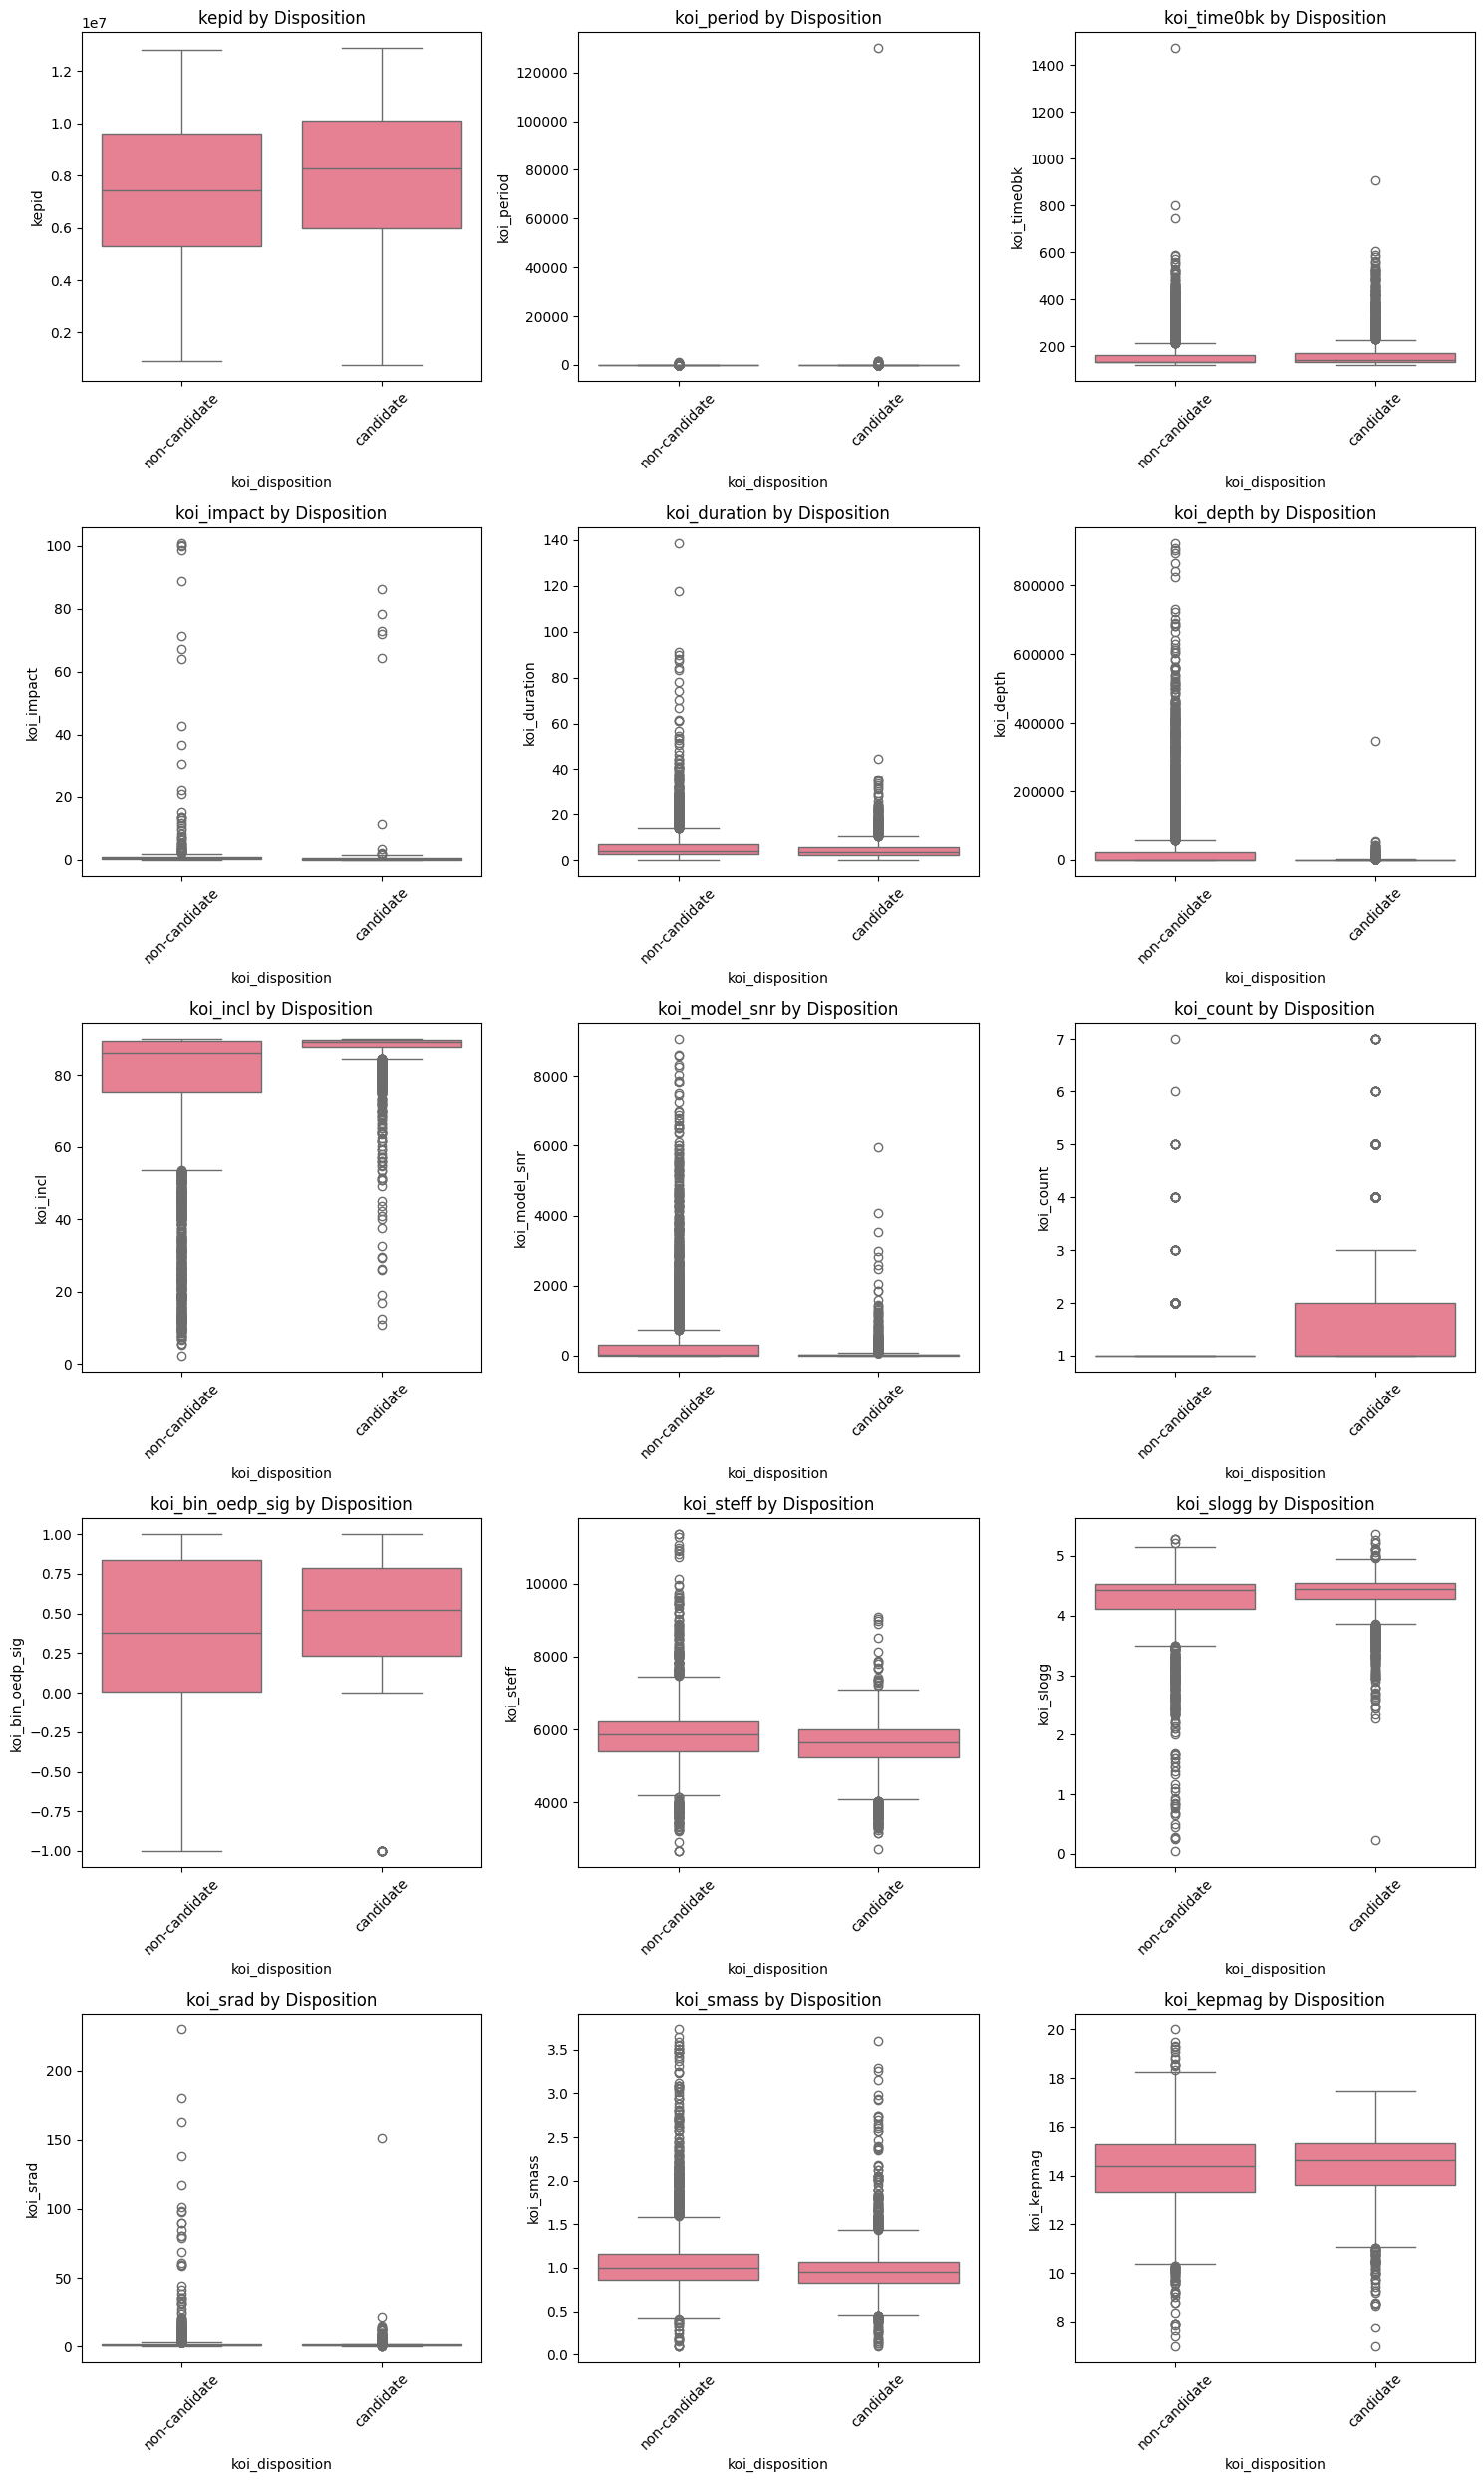 kepid by Disposition
1e7
kepid
1.2
1.0
0.8
0.6
0.4
0.2
non-candidate
candidate
koi_disposition
koi_period by Disposition
koi_period
120000
100000
80000
60000
40000
20000
0
non-candidate
candidate
koi_disposition
koi_time0bk by Disposition
koi_time0bk
1400
1200
1000
800
600
400
200
non-candidate
candidate
koi_disposition
koi_impact by Disposition
koi_impact
100
80
60
40
20
0
non-candidate
candidate
koi_disposition
koi_duration by Disposition
koi_duration
140
120
100
80
60
40
20
0
non-candidate
candidate
koi_disposition
koi_depth by Disposition
koi_depth
800000
600000
400000
200000
0
non-candidate
candidate
koi_disposition
koi_incl by Disposition
koi_incl
80
60
40
20
0
non-candidate
candidate
koi_disposition
koi_model_snr by Disposition
koi_model_snr
8000
6000
4000
2000
0
non-candidate
candidate
koi_disposition
koi_count by Disposition
koi_count
7
6
5
4
3
2
1
non-candidate
candidate
koi_disposition
koi_bin_oedp_sig by Disposition
koi_bin_oedp_sig
1.00
0.75
0.50
0.25
0.00
−0.25
−0.50
−0.75
−1.00
non-candidate
candidate
koi_disposition
koi_steff by Disposition
koi_steff
10000
8000
6000
4000
non-candidate
candidate
koi_disposition
koi_slogg by Disposition
koi_slogg
5
4
3
2
1
0
non-candidate
candidate
koi_disposition
koi_srad by Disposition
koi_srad
200
150
100
50
0
non-candidate
candidate
koi_disposition
koi_smass by Disposition
koi_smass
3.5
3.0
2.5
2.0
1.5
1.0
0.5
0.0
non-candidate
candidate
koi_disposition
koi_kepmag by Disposition
koi_kepmag
20
18
16
14
12
10
8
non-candidate
candidate
koi_disposition